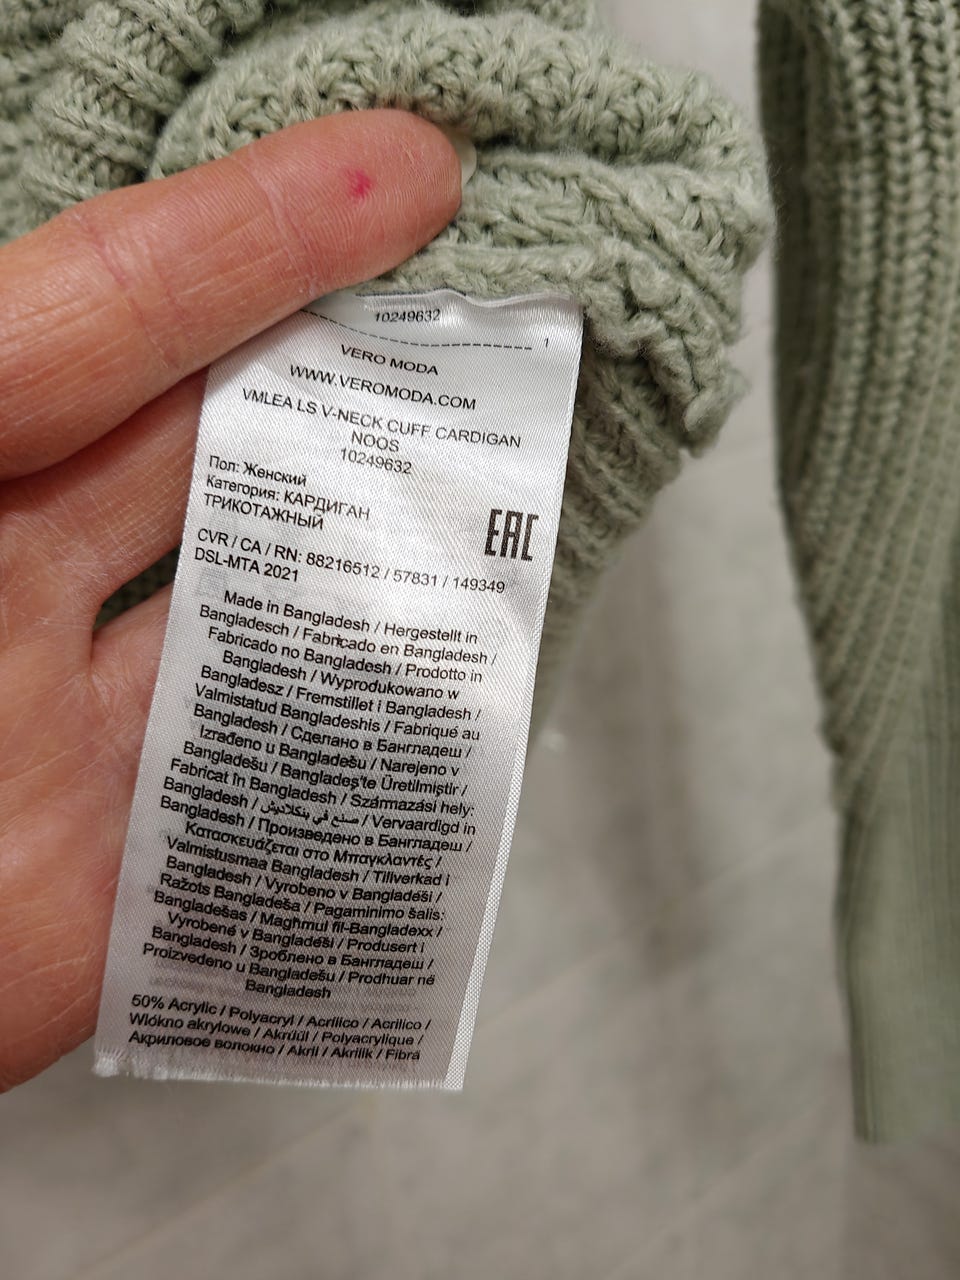 10249632
1
VERO MODA
WWW.VEROMODA.COM
VMLEA LS V-NECK CUFF CARDIGAN
NOOS
10249632
Пол: Женский
Категория: КАРДИГАН
ТРИКОТАЖНЫЙ
EAC
CVR / CA / RN: 88216512 / 57831 / 149349
DSL-MTA 2021
Made in Bangladesh / Hergestellt in
Bangladesch / Fabricado en Bangladesh /
Fabricado no Bangladesh / Prodotto in
Bangladesh / Wyprodukowano w
Bangladesz / Fremstillet i Bangladesh /
Valmistatud Bangladeshis / Fabriqué au
Bangladesh / Сделано в Бангладеш /
Izrađeno u Bangladešu / Narejeno v
Bangladešu / Bangladeş'te Üretilmiştir /
Fabricat în Bangladesh / Származási hely:
Bangladesh / صنع في بنكلاديش / Vervaardigd in
Bangladesh / Произведено в Бангладеш /
Κατασκευάζεται στο Μπαγκλαντές /
Valmistusmaa Bangladesh / Tillverkad i
Bangladesh / Vyrobeno v Bangladéši /
Ražots Bangladeša / Pagaminimo šalis:
Bangladešas / Magħmul fil-Bangladexx /
Vyrobené v Bangladéši / Produsert i
Bangladesh / Зроблено в Бангладеш /
Proizvedeno u Bangladešu / Prodhuar në
Bangladesh
50% Acrylic / Polyacryl / Acrílico / Acrilico /
Włókno akrylowe / Akrüül / Polyacrylique /
Акриловое волокно / Akril / Akrilik / Fibră